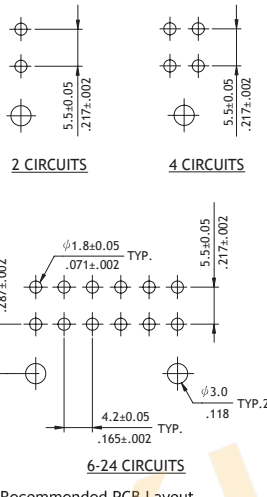 5.5±0.05
.217±.002
5.5±0.05
.217±.002
2 CIRCUITS
4 CIRCUITS
.287±.002
ϕ1.8±0.05
.071±.002
TYP.
5.5±0.05
.217±.002
ϕ3.0
.118
TYP.2
4.2±0.05
.165±.002
TYP.
6-24 CIRCUITS
Recommended PCB Layout